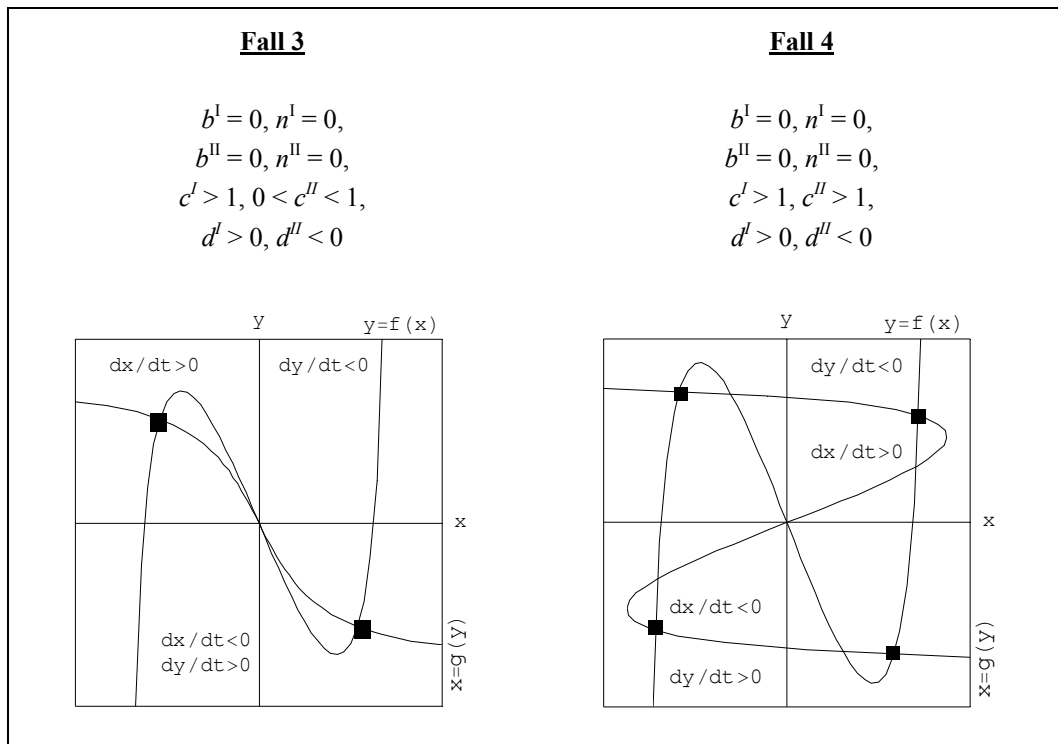 Fall 3
b^I = 0, n^I = 0,
b^II = 0, n^II = 0,
c^I > 1, 0 < c^II < 1,
d^I > 0, d^II < 0
y
y=f(x)
dx/dt>0
dy/dt<0
x
dx/dt<0
dy/dt>0
x=g(y)
Fall 4
b^I = 0, n^I = 0,
b^II = 0, n^II = 0,
c^I > 1, c^II > 1,
d^I > 0, d^II < 0
y
y=f(x)
dy/dt<0
dx/dt>0
x
dx/dt<0
dy/dt>0
x=g(y)